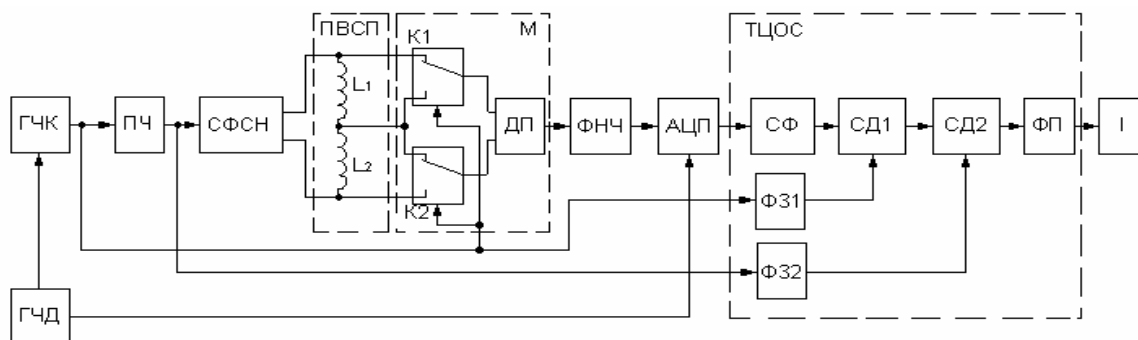 ПВСП
М
ТЦОС
К1
L1
ГЧК
ПЧ
СФСН
ДП
ФНЧ
АЦП
СФ
СД1
СД2
ФП
І
L2
К2
ФЗ1
ФЗ2
ГЧД